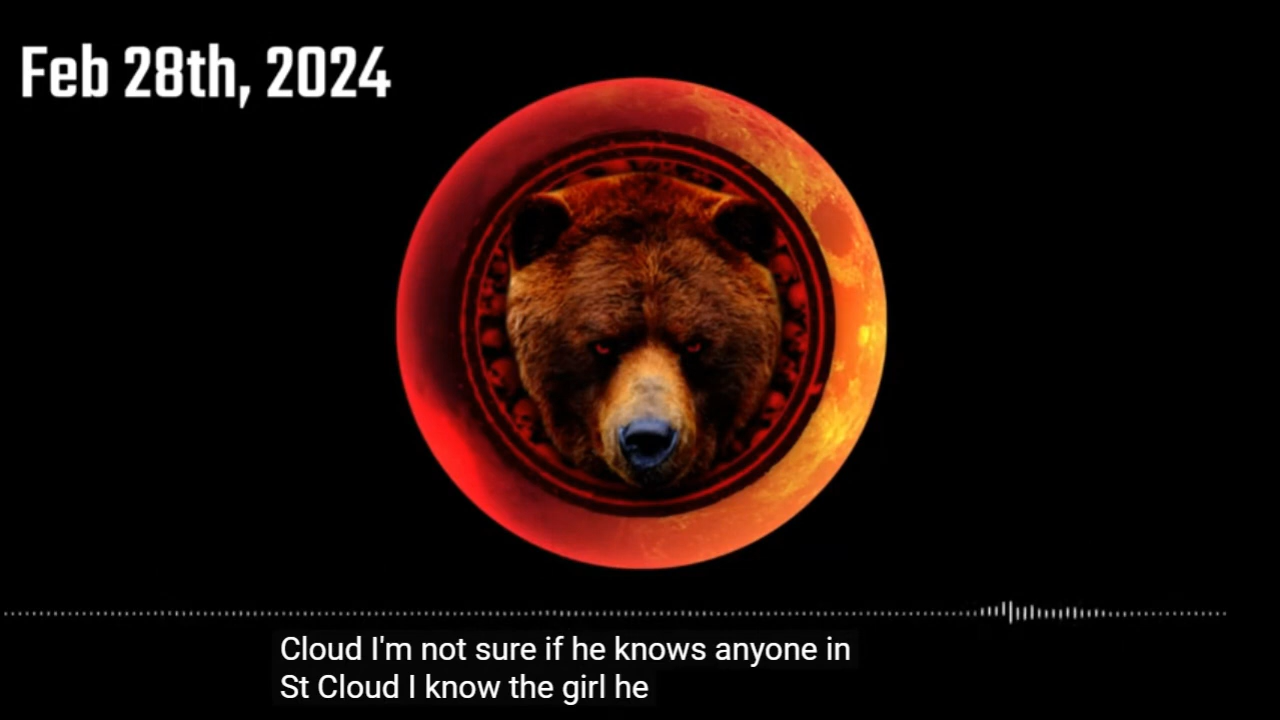 Feb 28th, 2024
Cloud I'm not sure if he knows anyone in
St Cloud I know the girl he